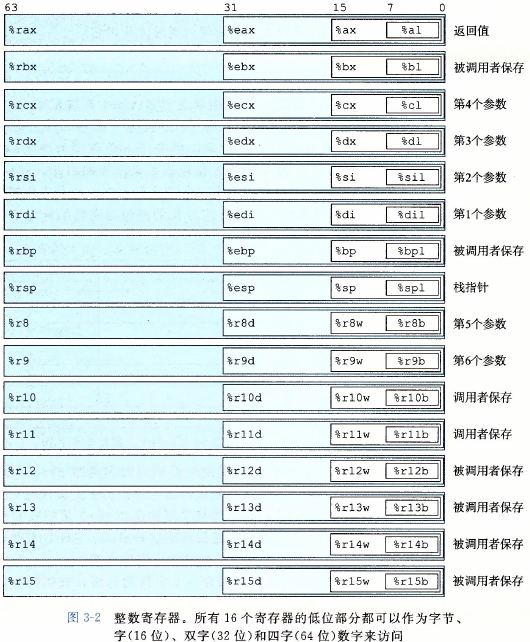 63 31 15 7 0
%rax %eax %ax %al 返回值
%rbx %ebx %bx %bl 被调用者保存
%rcx %ecx %cx %cl 第4个参数
%rdx %edx %dx %dl 第3个参数
%rsi %esi %si %sil 第2个参数
%rdi %edi %di %dil 第1个参数
%rbp %ebp %bp %bpl 被调用者保存
%rsp %esp %sp %spl 栈指针
%r8 %r8d %r8w %r8b 第5个参数
%r9 %r9d %r9w %r9b 第6个参数
%r10 %r10d %r10w %r10b 调用者保存
%r11 %r11d %r11w %r11b 调用者保存
%r12 %r12d %r12w %r12b 被调用者保存
%r13 %r13d %r13w %r13b 被调用者保存
%r14 %r14d %r14w %r14b 被调用者保存
%r15 %r15d %r15w %r15b 被调用者保存
图 3-2 整数寄存器。所有 16 个寄存器的低位部分都可以作为字节、
字(16 位)、双字(32 位)和四字(64 位)数字来访问